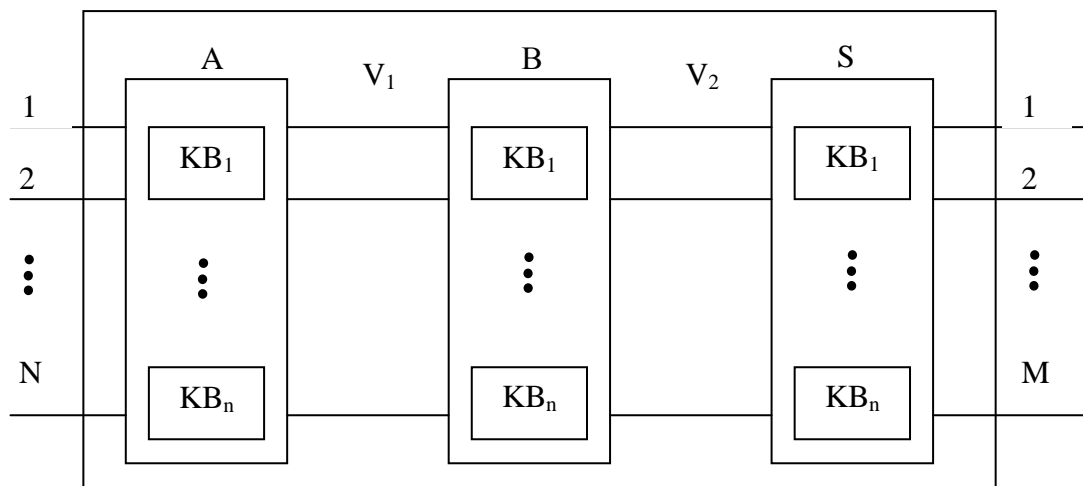 A V₁ B V₂ S
1 1
KB₁ KB₁ KB₁
2 2
N M
KBₙ KBₙ KBₙ